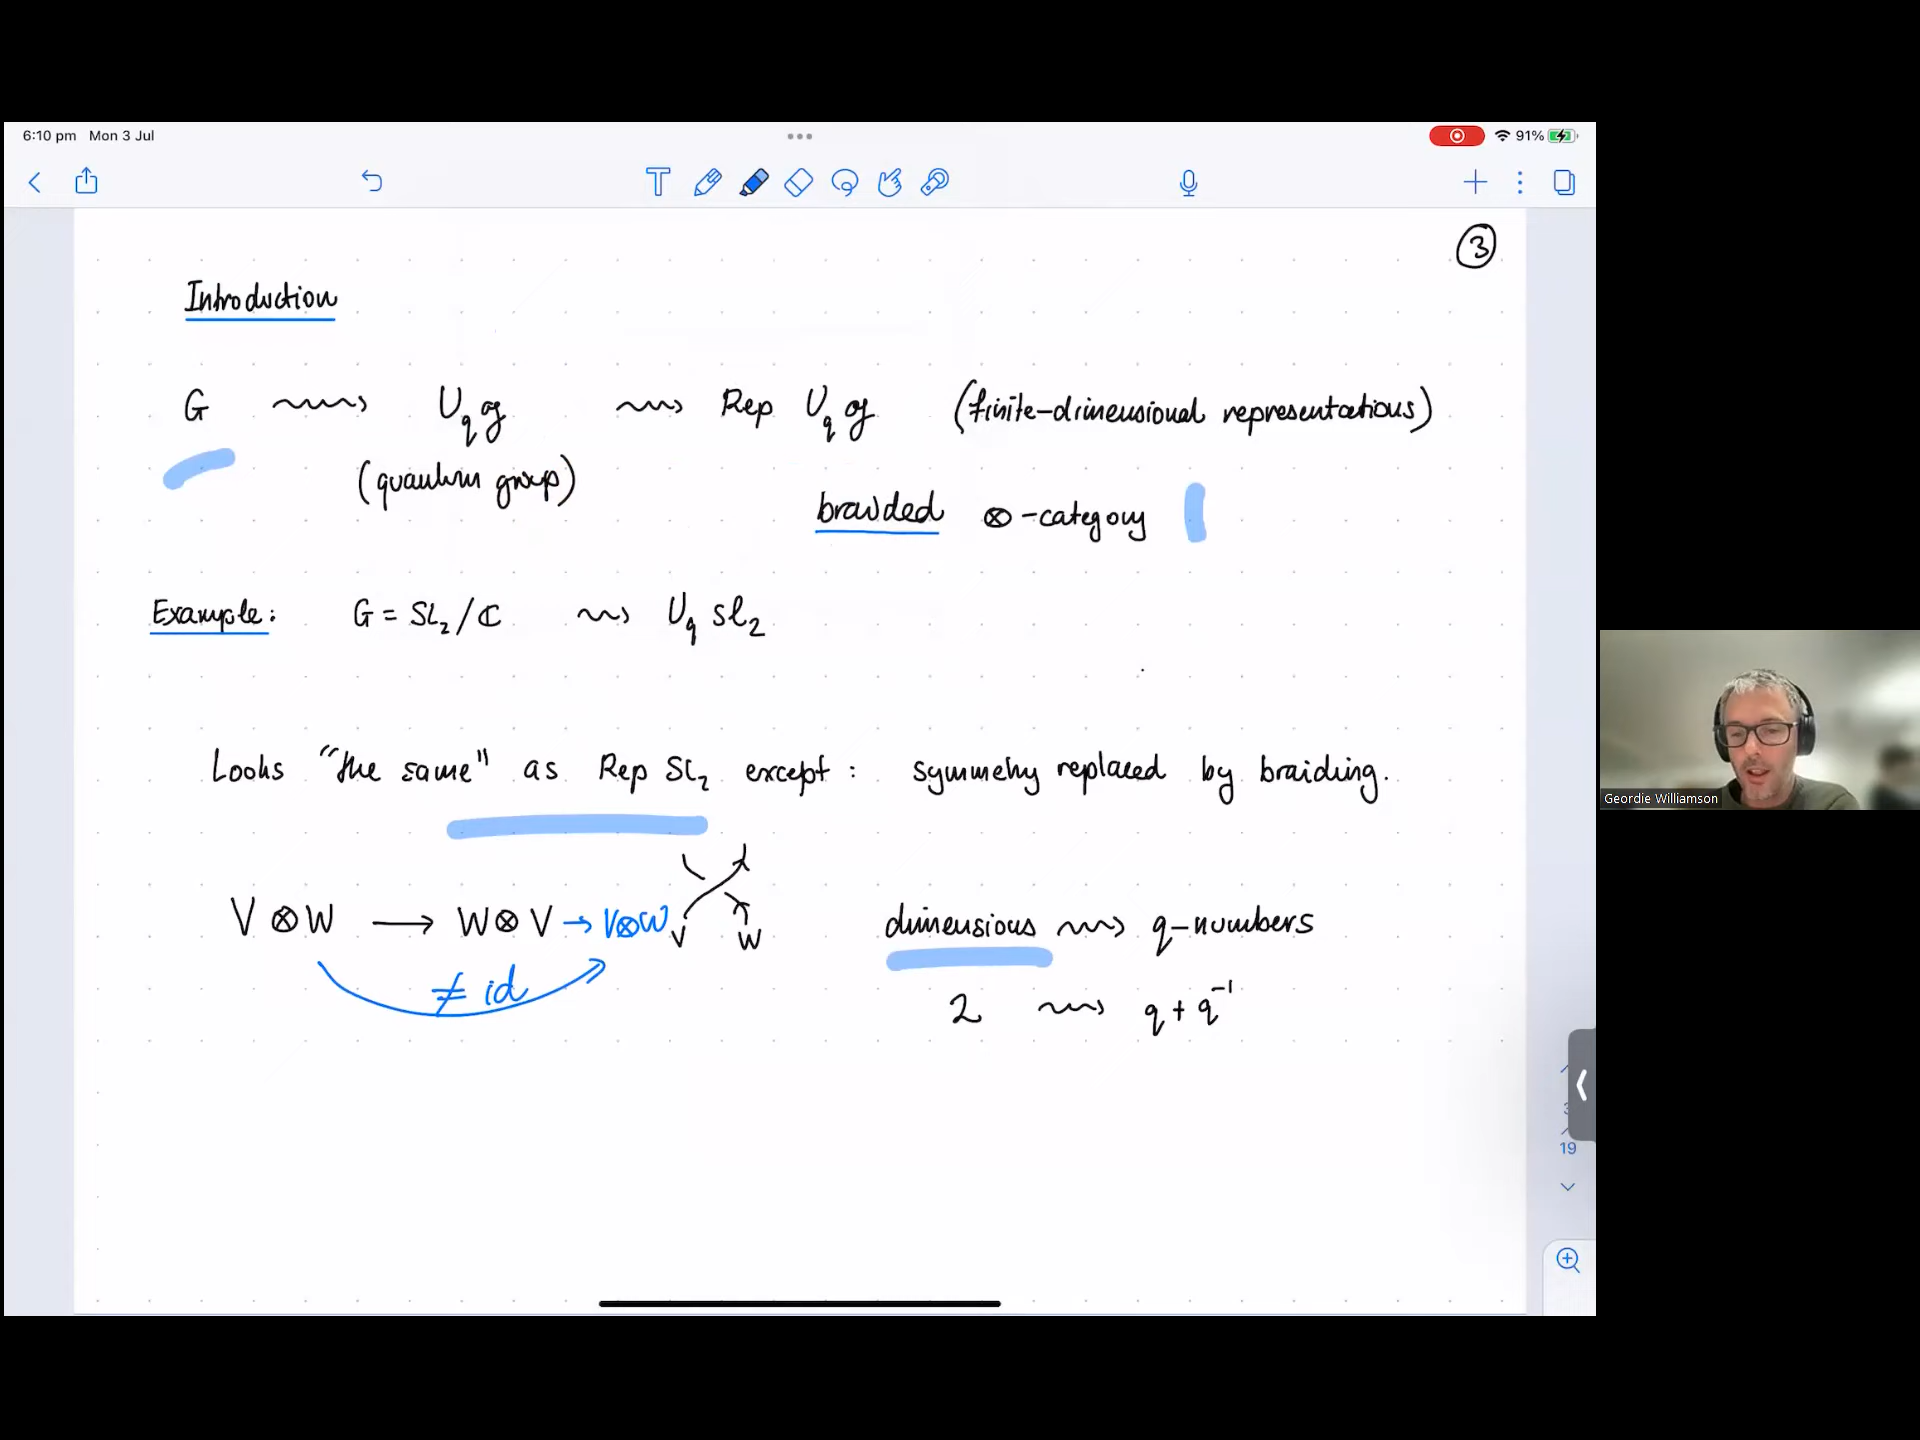 6:10 pm Mon 3 Jul
91%
3
Introduction
G ⟿ U_q 𝔤 ⟿ Rep U_q 𝔤 (finite-dimensional representations)
(quantum group)
braided ⊗-category
Example: G = SL₂/ℂ ⟿ U_q sl₂
Looks "the same" as Rep SL₂ except: symmetry replaced by braiding.
V ⊗ W → W ⊗ V → V⊗W
V W
≠ id
dimensions ⟿ q-numbers
2 ⟿ q + q⁻¹
19
Geordie Williamson